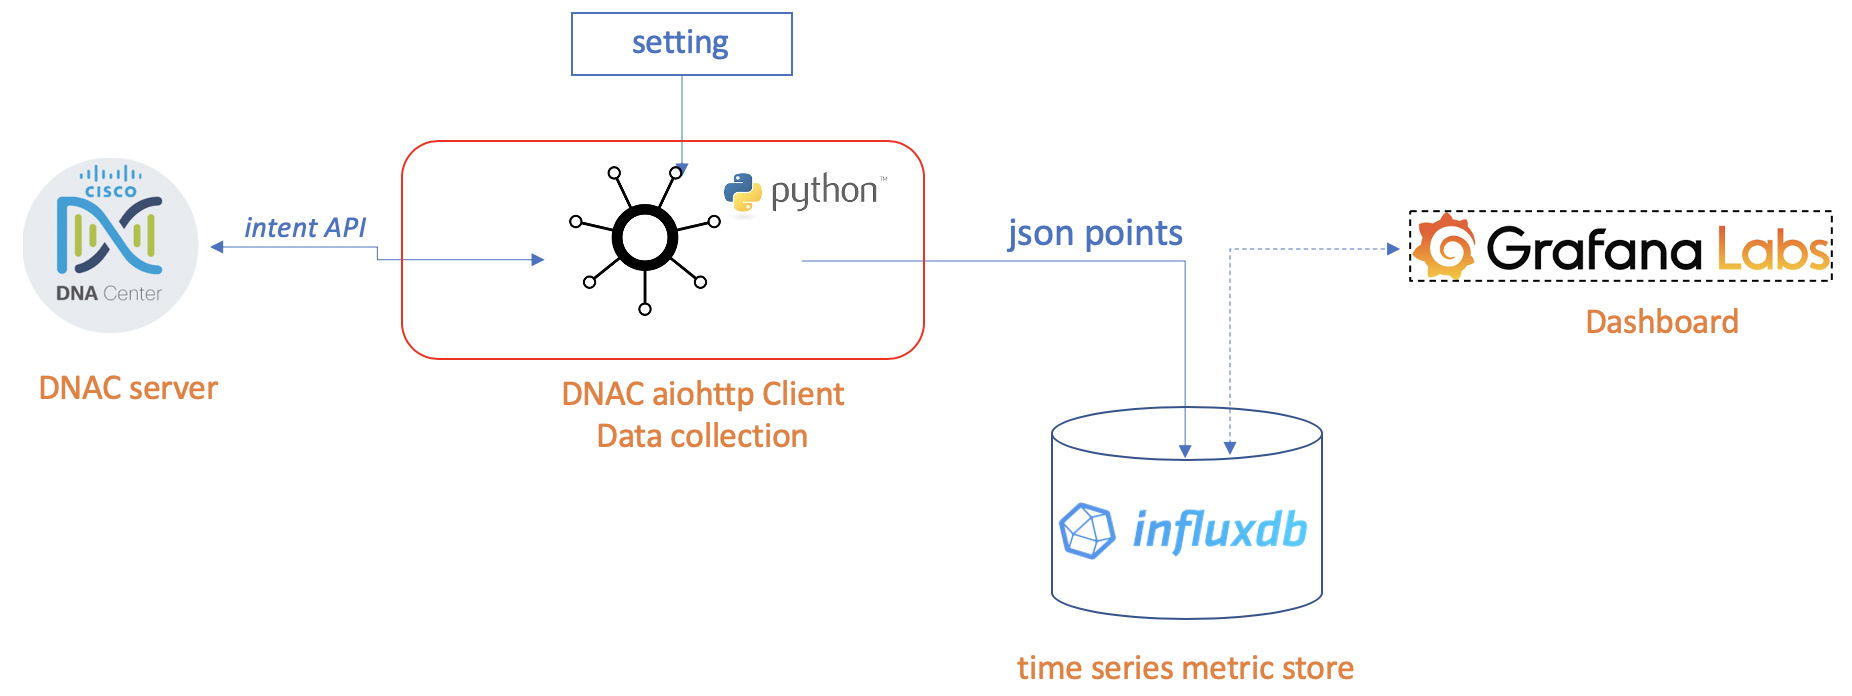 setting
CISCO
DNA Center
intent API
python™
json points
Grafana Labs
Dashboard
DNAC server
DNAC aiohttp Client
Data collection
influxdb
time series metric store